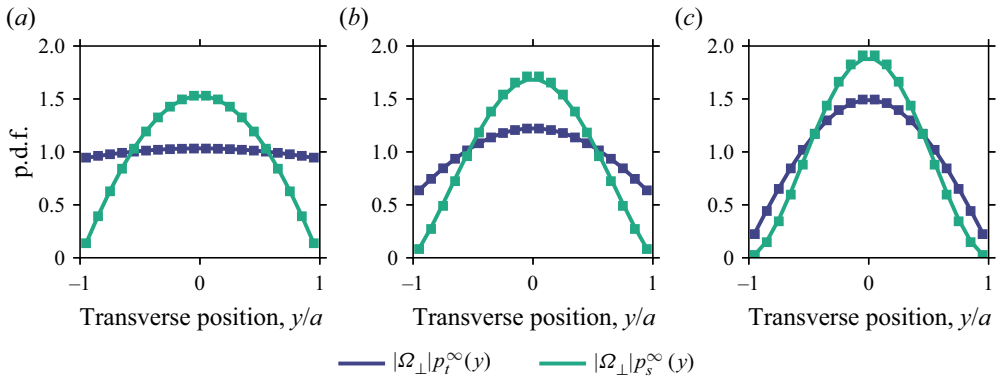 (a) (b) (c)
2.0 2.0 2.0
1.5 1.5 1.5
p.d.f. 1.0 1.0 1.0
0.5 0.5 0.5
0 0 0
–1 0 1 –1 0 1 –1 0 1
Transverse position, y/a Transverse position, y/a Transverse position, y/a
|Ω⊥|p_t^∞(y) |Ω⊥|p_s^∞(y)